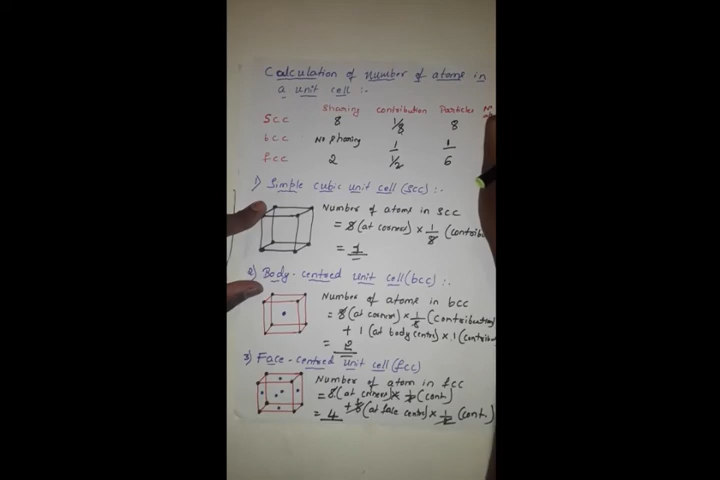 Calculation of number of atoms in
a unit cell :-
Sharing contribution Particles
Scc 8 1/8 8
bcc No sharing 1 1
fcc 2 1/2 6
1) Simple cubic unit cell (scc) :-
Number of atoms in scc
= 8 (at corner) × 1/8 (contribu
= 1
2) Body-centred unit cell (bcc) :-
Number of atoms in bcc
= 8 (at corner) × 1/8 (contribution)
+ 1 (at body centre) × 1 (contribu
= 2
3) Face-centred unit cell (fcc)
Number of atom in fcc
= 8 (at corner) × (cont)
= 4 + (at face centre) × 1/2 (cont)